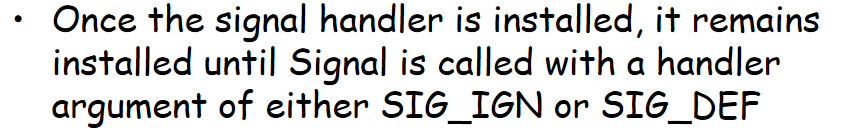 • Once the signal handler is installed, it remains
installed until Signal is called with a handler
argument of either SIG_IGN or SIG_DEF